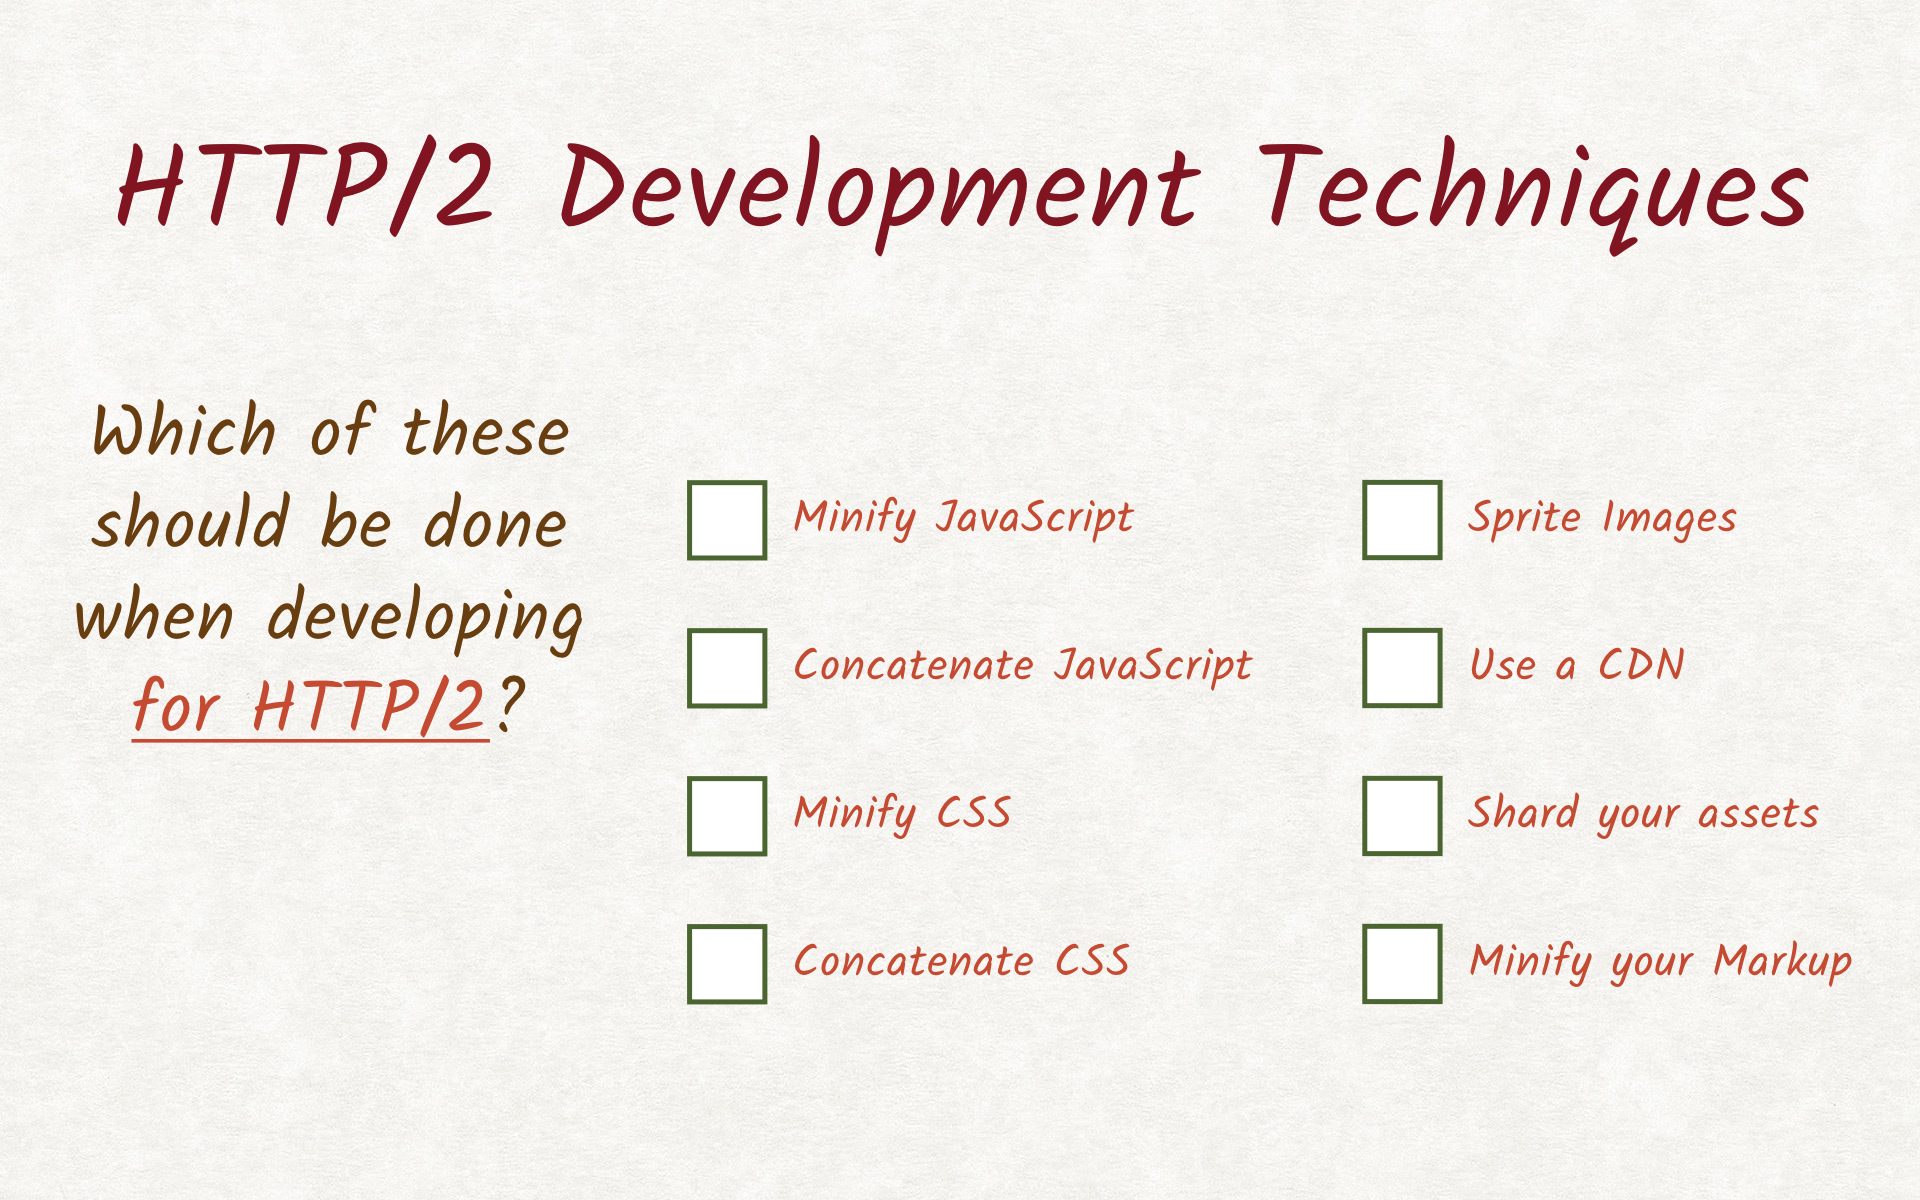 HTTP/2 Development Techniques
Which of these
should be done
when developing
for HTTP/2?
Minify JavaScript
Concatenate JavaScript
Minify CSS
Concatenate CSS
Sprite Images
Use a CDN
Shard your assets
Minify your Markup